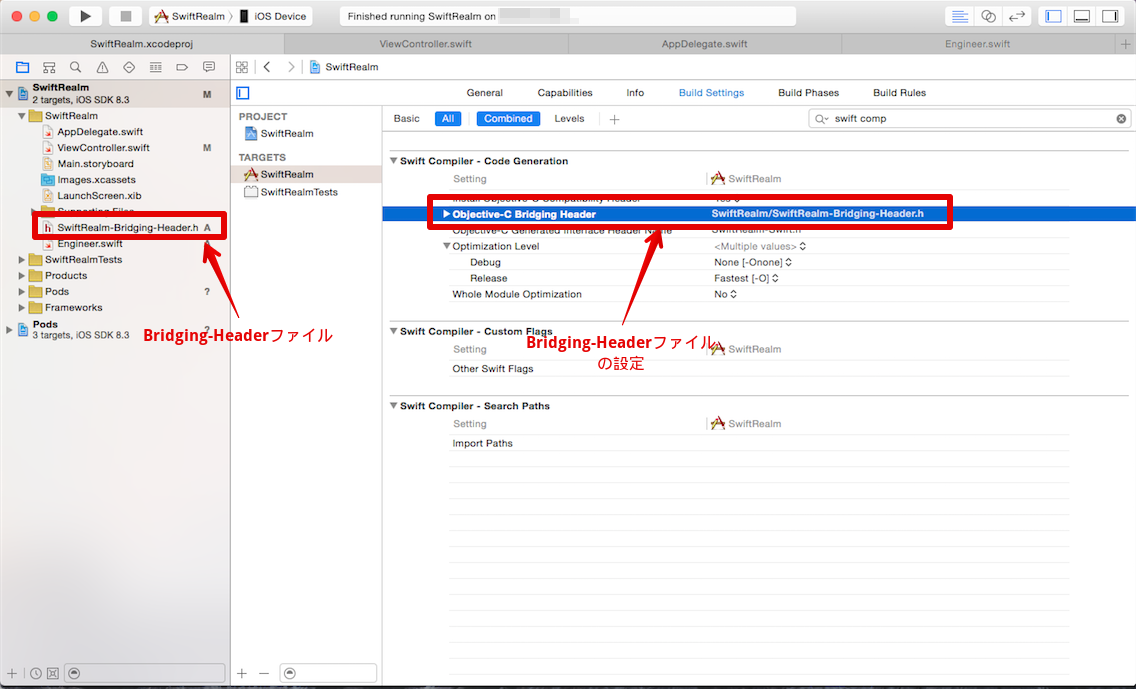 SwiftRealm
iOS Device
Finished running SwiftRealm on
SwiftRealm.xcodeproj
ViewController.swift
AppDelegate.swift
Engineer.swift
SwiftRealm
SwiftRealm
M
2 targets, iOS SDK 8.3
SwiftRealm
AppDelegate.swift
ViewController.swift
M
Main.storyboard
Images.xcassets
LaunchScreen.xib
Supporting Files
SwiftRealm-Bridging-Header.h
A
Engineer.swift
A
SwiftRealmTests
Products
Pods
?
Frameworks
Pods
?
3 targets, iOS SDK 8.3
Bridging-Headerファイル
General
Capabilities
Info
Build Settings
Build Phases
Build Rules
PROJECT
SwiftRealm
TARGETS
SwiftRealm
SwiftRealmTests
Basic
All
Combined
Levels
swift comp
Swift Compiler - Code Generation
Setting
SwiftRealm
Install Objective-C Compatibility Header
Yes
Objective-C Bridging Header
SwiftRealm/SwiftRealm-Bridging-Header.h
Objective-C Generated Interface Header Name
SwiftRealm-Swift.h
Optimization Level
<Multiple values>
Debug
None [-Onone]
Release
Fastest [-O]
Whole Module Optimization
No
Swift Compiler - Custom Flags
Setting
SwiftRealm
Bridging-Headerファイル
の設定
Other Swift Flags
Swift Compiler - Search Paths
Setting
SwiftRealm
Import Paths